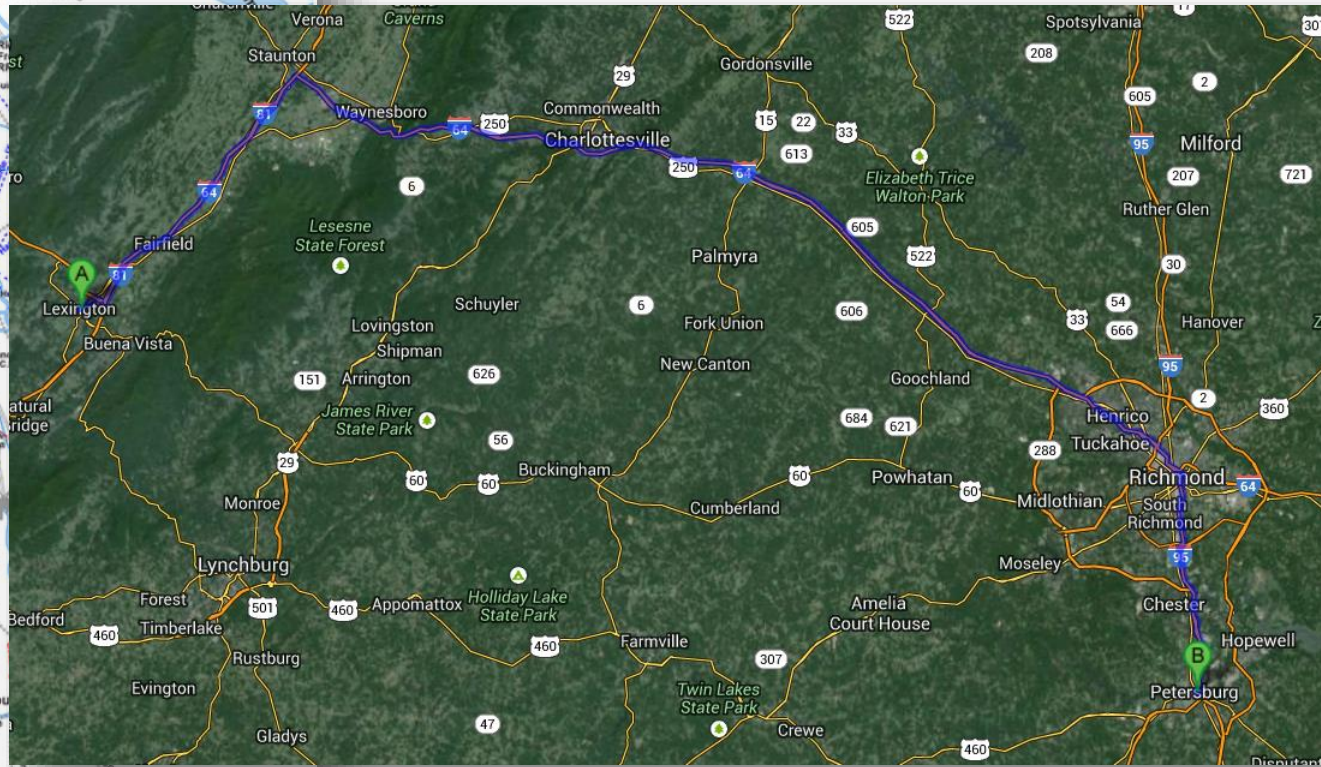 Churchville
Verona
Caverns
522
17
Spotsylvania
307
Staunton
29
Gordonsville
208
2
81
Waynesboro
64
250
Commonwealth
Charlottesville
15
22
33
613
605
95
Milford
207
721
64
6
250
64
Elizabeth Trice
Walton Park
Ruther Glen
Fairfield
Lesesne
State Forest
605
A
81
Palmyra
522
30
Lexington
Schuyler
6
606
54
33
666
Hanover
Buena Vista
Lovingston
Shipman
Fork Union
New Canton
95
151
Arrington
626
Goochland
2
atural
ridge
James River
State Park
56
684
621
Henrico
360
Tuckahoe
288
29
60
60
Buckingham
60
Powhatan
60
Richmond
64
Monroe
Cumberland
Midlothian
South
Richmond
Lynchburg
95
Moseley
Forest
501
460
Appomattox
Holliday Lake
State Park
Amelia
Court House
Chester
Bedford
460
Timberlake
460
Farmville
Hopewell
Rustburg
307
B
Evington
Twin Lakes
State Park
Petersburg
47
Gladys
Crewe
460
Disputant